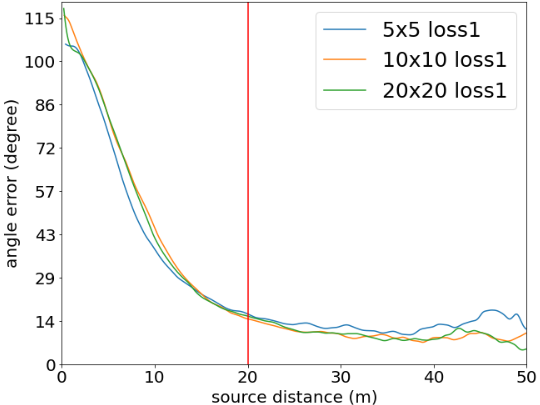 5x5 loss1
10x10 loss1
20x20 loss1
angle error (degree)
115
100
86
72
57
43
29
14
0
0 10 20 30 40 50
source distance (m)